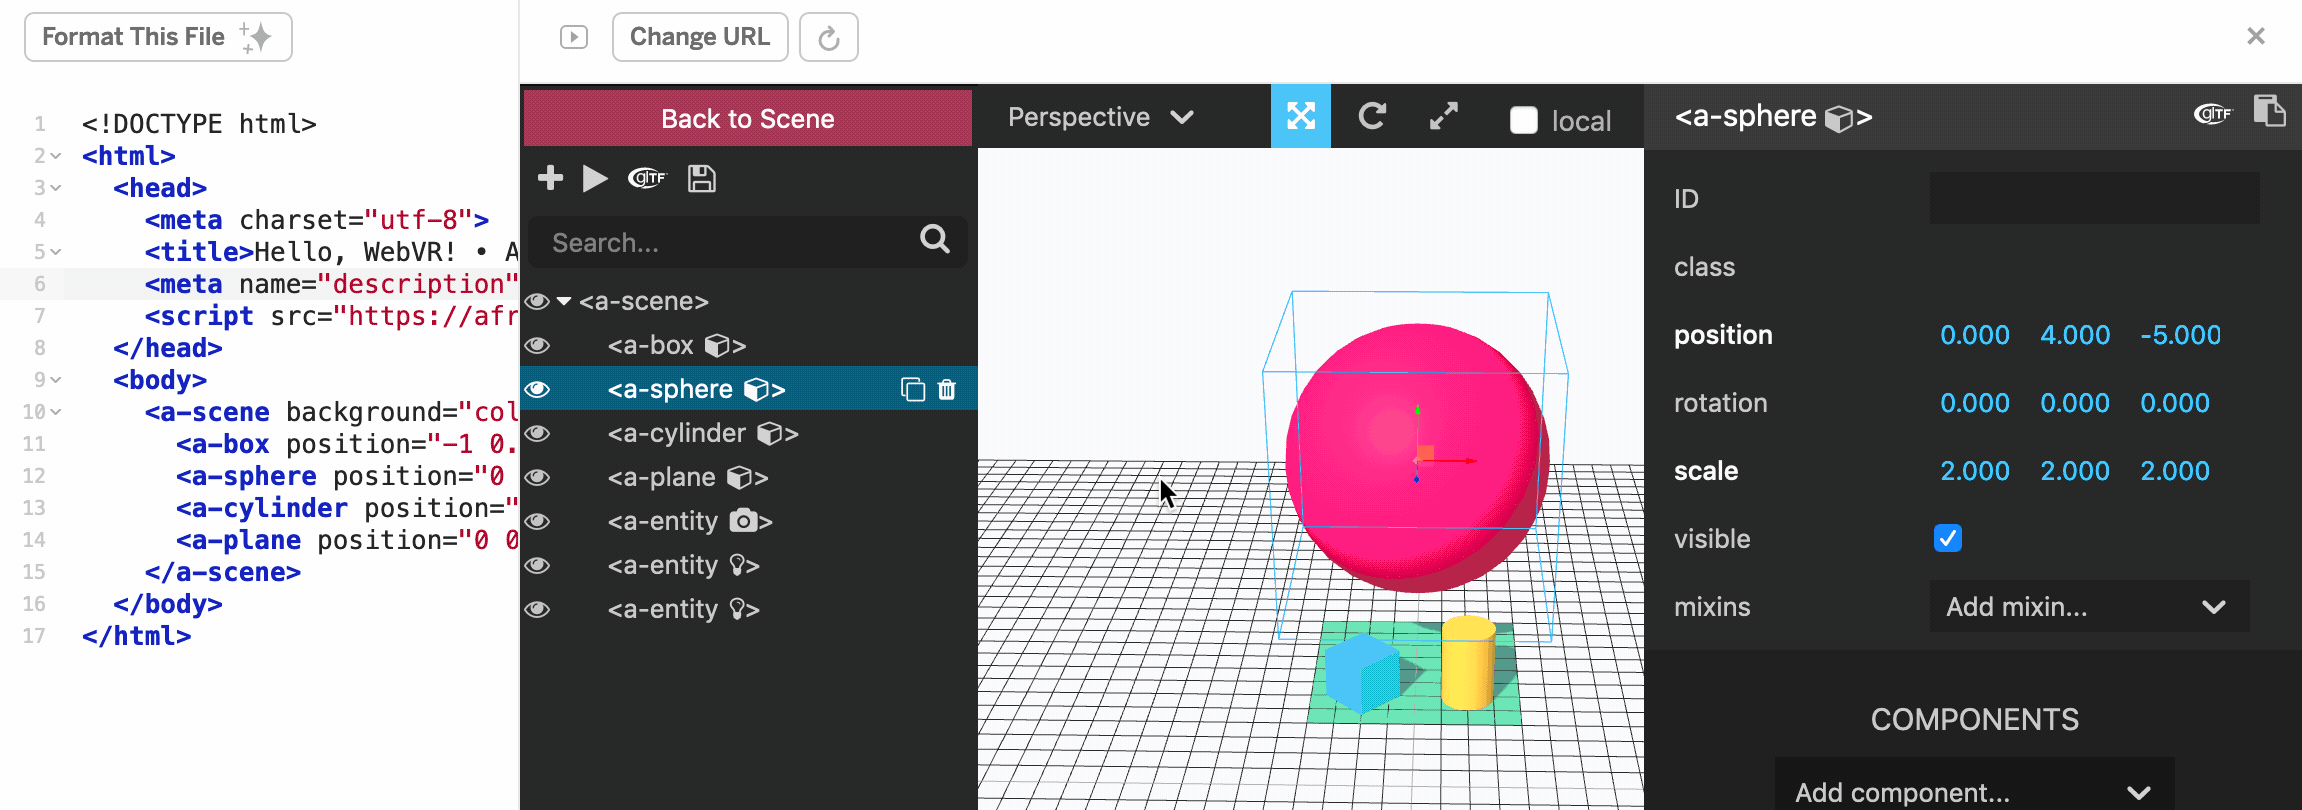 Format This File
Change URL
×
1 <!DOCTYPE html>
2 <html>
3 <head>
4 <meta charset="utf-8">
5 <title>Hello, WebVR! • A
6 <meta name="description"
7 <script src="https://afr
8 </head>
9 <body>
10 <a-scene background="col
11 <a-box position="-1 0.
12 <a-sphere position="0
13 <a-cylinder position="
14 <a-plane position="0 0
15 </a-scene>
16 </body>
17 </html>
Back to Scene
glTF
Search...
<a-scene>
<a-box >
<a-sphere >
<a-cylinder >
<a-plane >
<a-entity >
<a-entity >
<a-entity >
Perspective
local
<a-sphere >
glTF
ID
class
position 0.000 4.000 -5.000
rotation 0.000 0.000 0.000
scale 2.000 2.000 2.000
visible
mixins Add mixin...
COMPONENTS
Add component...